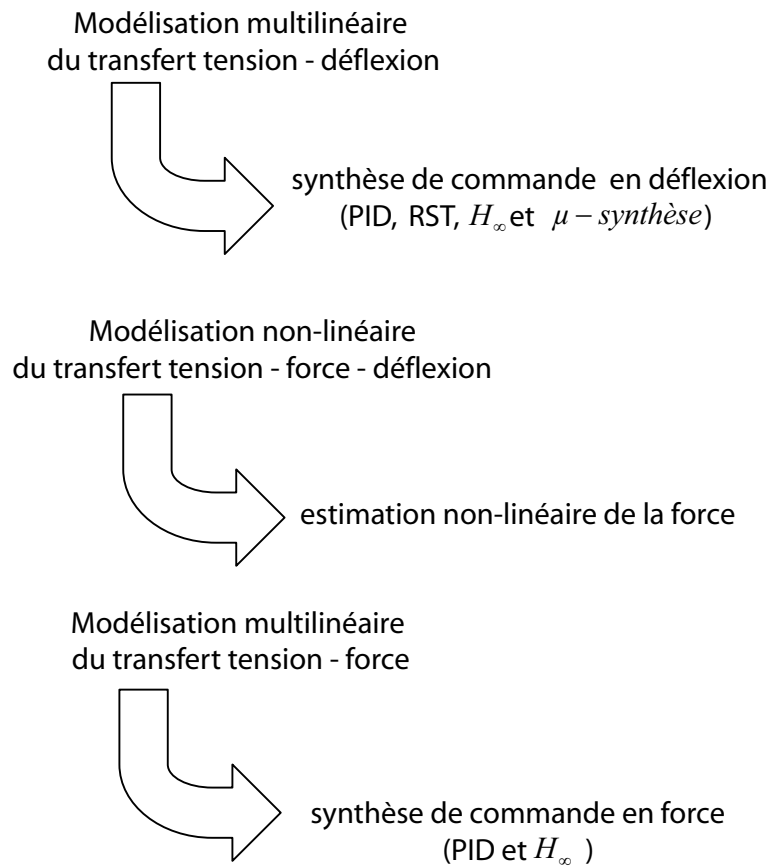 Modélisation multilinéaire
du transfert tension - déflexion
synthèse de commande en déflexion
(PID, RST, H∞ et μ – synthèse)
Modélisation non-linéaire
du transfert tension - force - déflexion
estimation non-linéaire de la force
Modélisation multilinéaire
du transfert tension - force
synthèse de commande en force
(PID et H∞ )